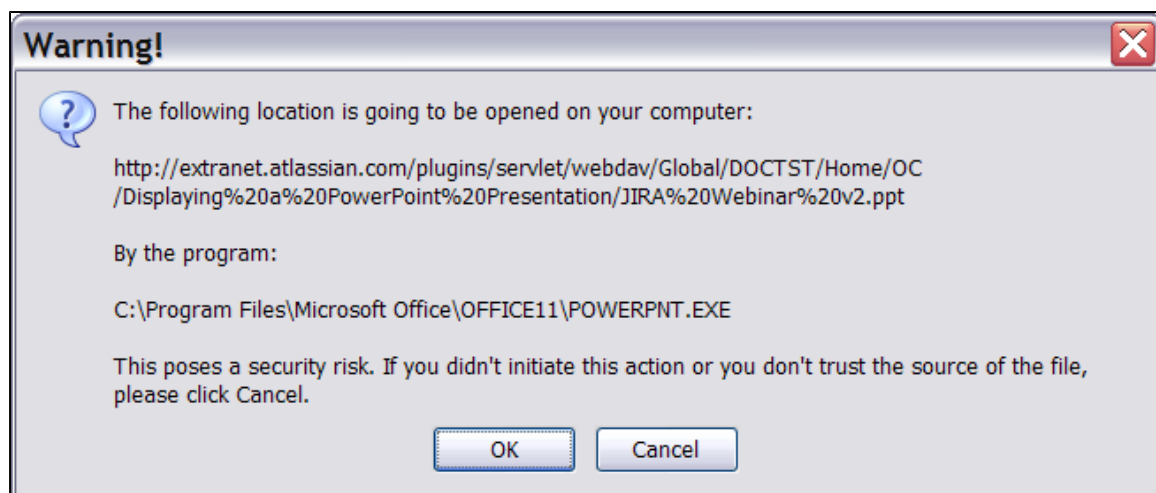 Warning!
The following location is going to be opened on your computer:
http://extranet.atlassian.com/plugins/servlet/webdav/Global/DOCTST/Home/OC
/Displaying%20a%20PowerPoint%20Presentation/JIRA%20Webinar%20v2.ppt
By the program:
C:\Program Files\Microsoft Office\OFFICE11\POWERPNT.EXE
This poses a security risk. If you didn't initiate this action or you don't trust the source of the file,
please click Cancel.
OK Cancel